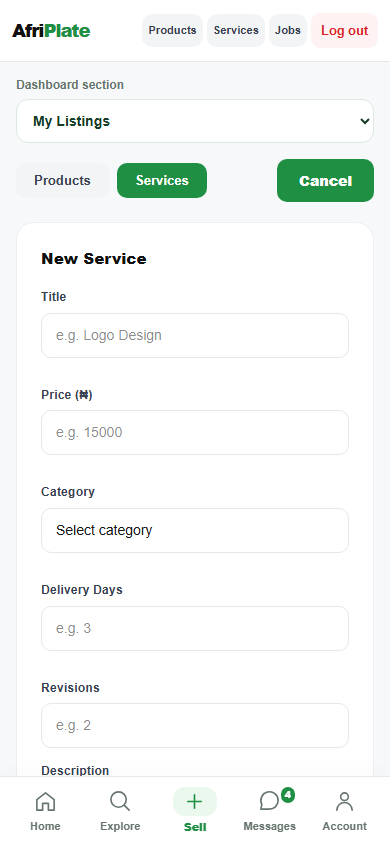 AfriPlate
Products Services Jobs Log out
Dashboard section
My Listings
Products Services Cancel
New Service
Title
e.g. Logo Design
Price (₦)
e.g. 15000
Category
Select category
Delivery Days
e.g. 3
Revisions
e.g. 2
Description
4
Home Explore Sell Messages Account